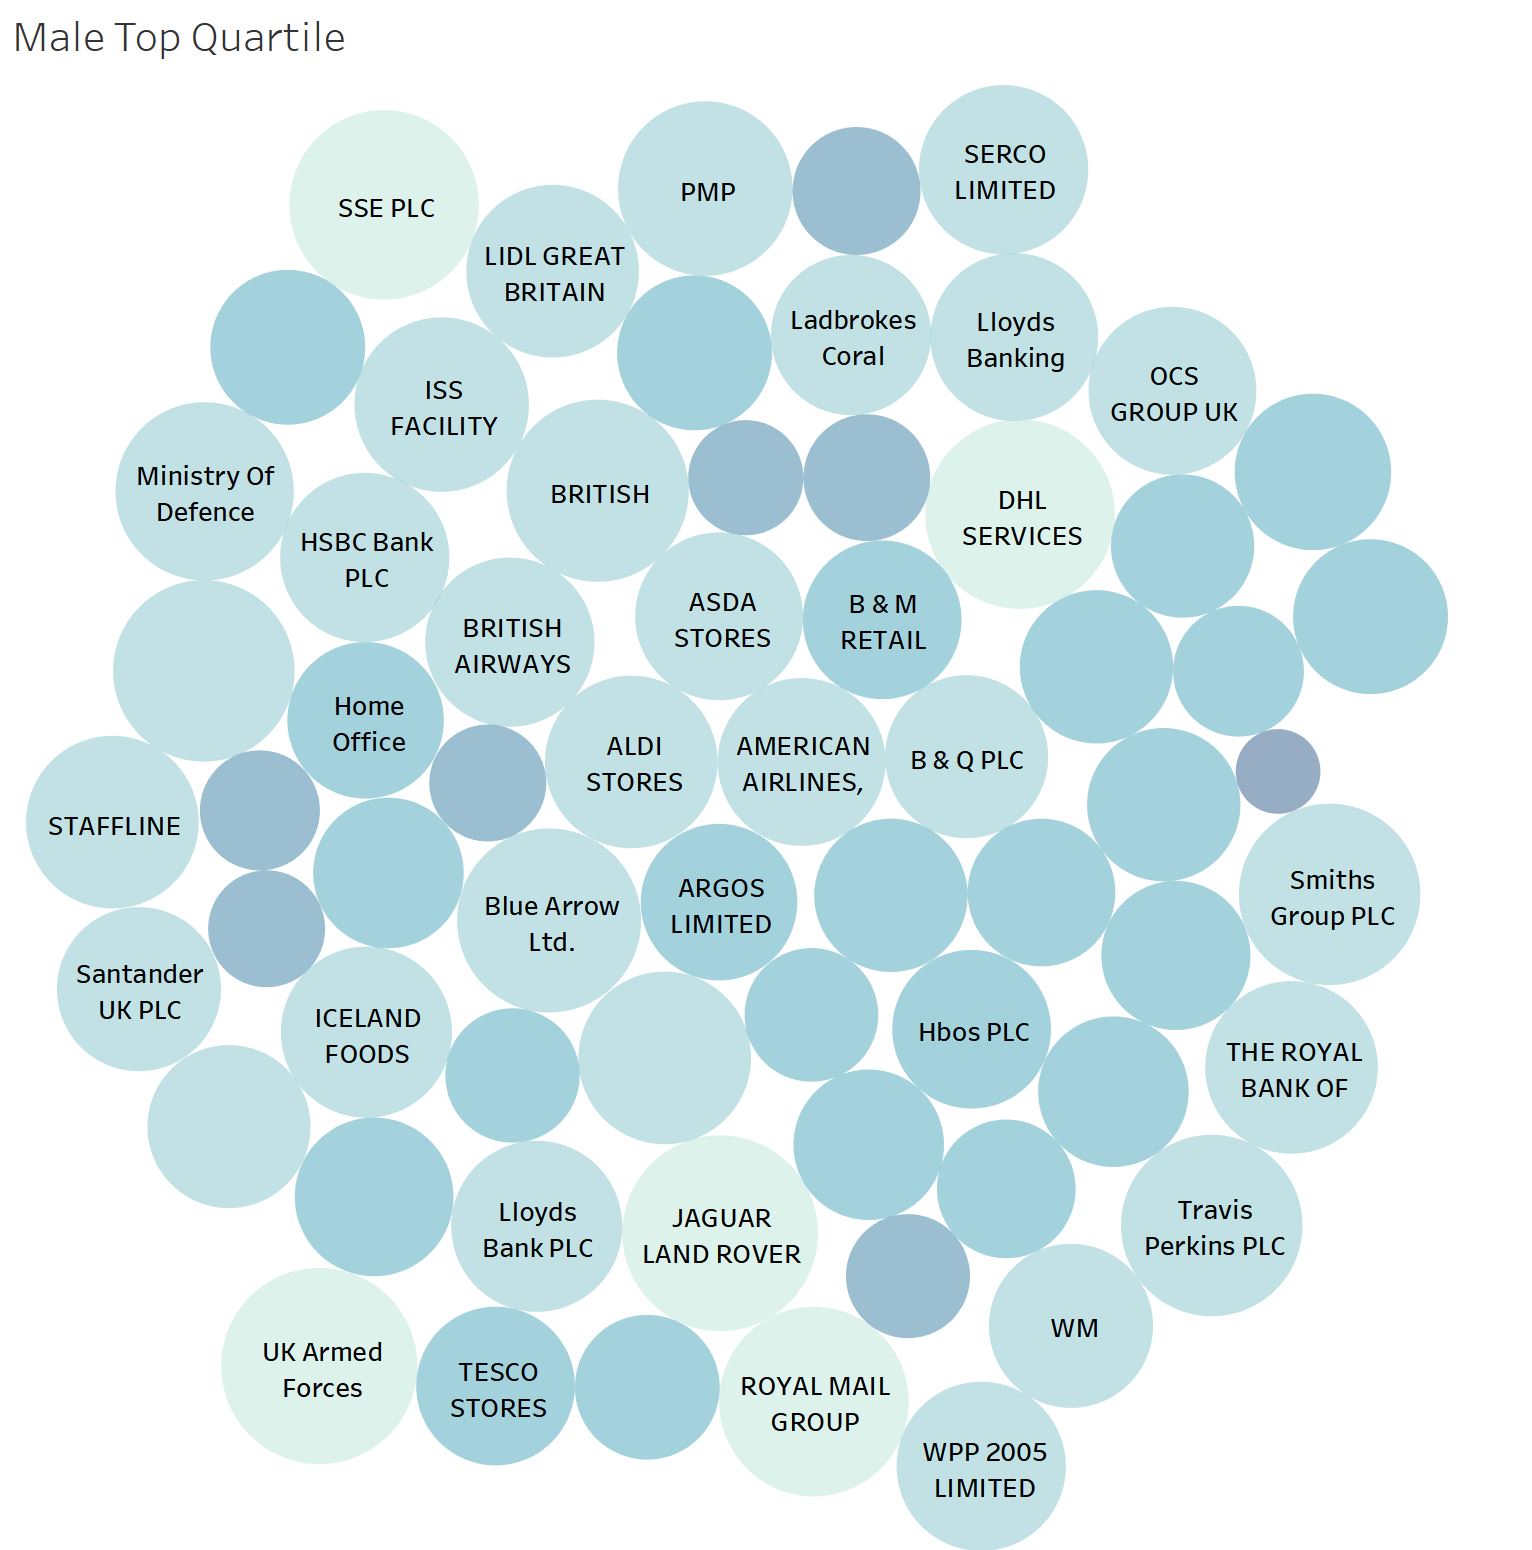 Male Top Quartile
SERCO
LIMITED
PMP
SSE PLC
LIDL GREAT
BRITAIN
Ladbrokes
Coral
Lloyds
Banking
OCS
GROUP UK
ISS
FACILITY
Ministry Of
Defence
BRITISH
DHL
SERVICES
HSBC Bank
PLC
ASDA
STORES
B & M
RETAIL
BRITISH
AIRWAYS
Home
Office
ALDI
STORES
AMERICAN
AIRLINES,
B & Q PLC
STAFFLINE
Smiths
Group PLC
ARGOS
LIMITED
Blue Arrow
Ltd.
Santander
UK PLC
ICELAND
FOODS
Hbos PLC
THE ROYAL
BANK OF
Lloyds
Bank PLC
JAGUAR
LAND ROVER
Travis
Perkins PLC
WM
UK Armed
Forces
TESCO
STORES
ROYAL MAIL
GROUP
WPP 2005
LIMITED